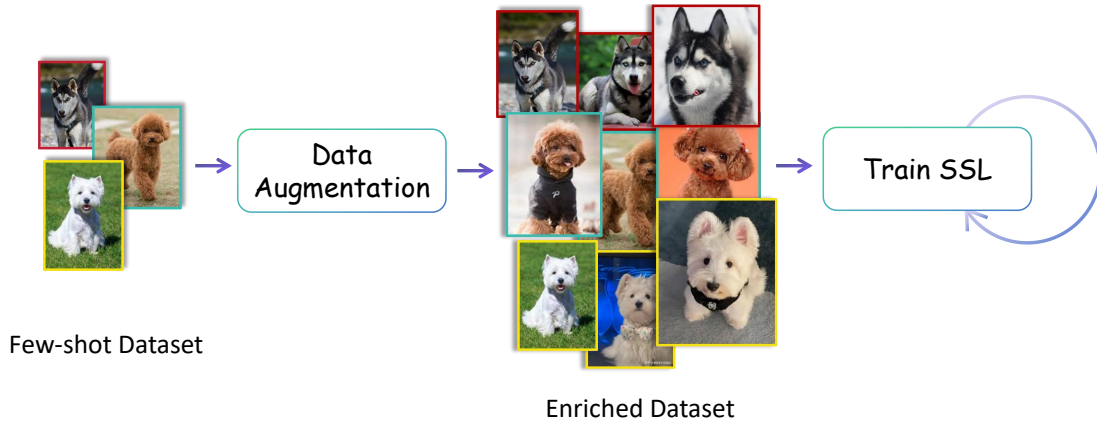 Data
Augmentation
Train SSL
Few-shot Dataset
Enriched Dataset